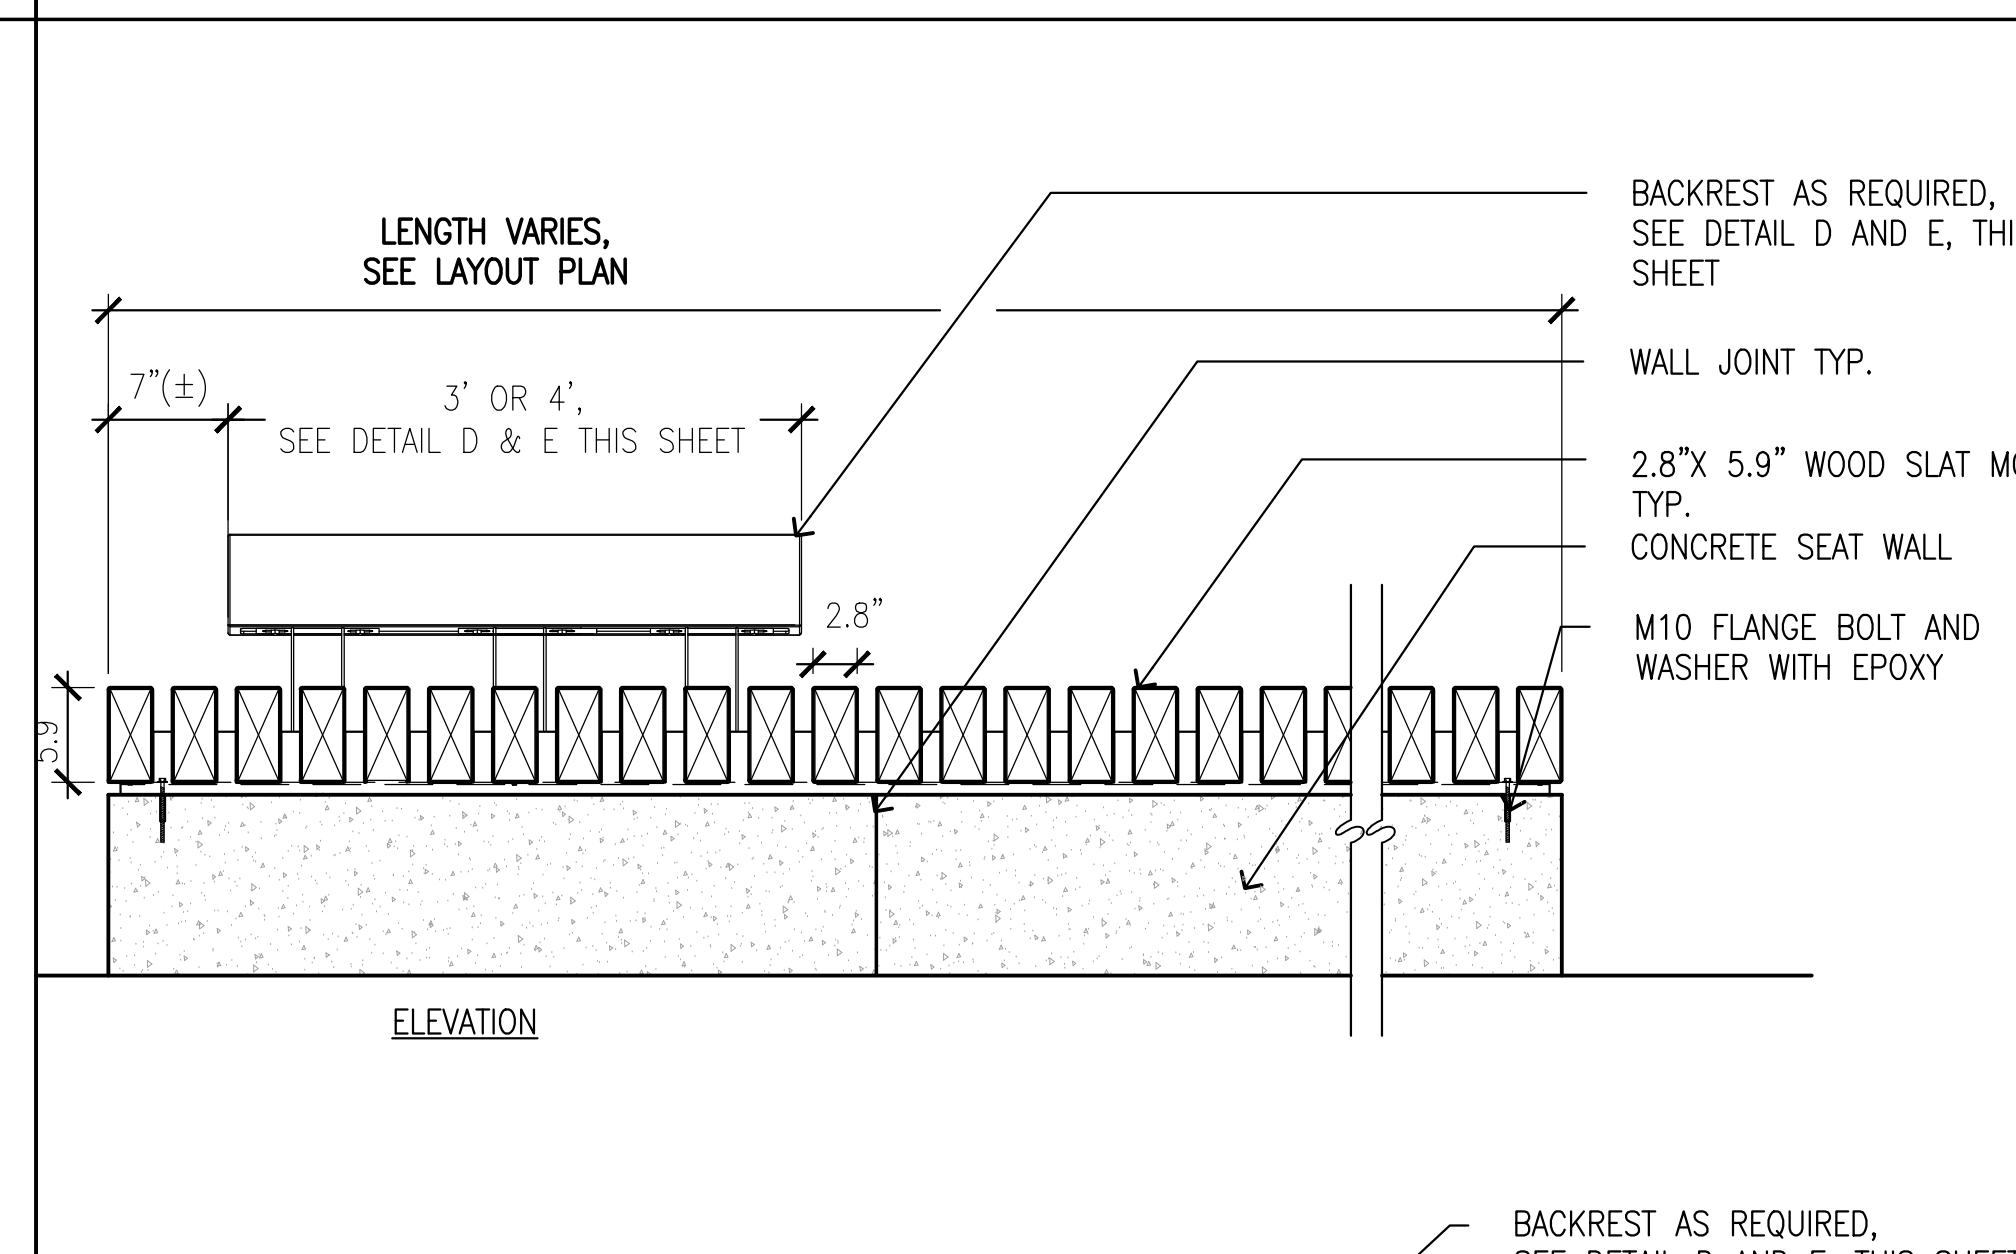 LENGTH VARIES,
SEE LAYOUT PLAN
7"(±)
3' OR 4',
SEE DETAIL D & E THIS SHEET
2.8"
5.9
BACKREST AS REQUIRED,
SEE DETAIL D AND E,
SHEET
WALL JOINT TYP.
2.8"X 5.9" WOOD SLAT
TYP.
CONCRETE SEAT WALL
M10 FLANGE BOLT AND
WASHER WITH EPOXY
ELEVATION
BACKREST AS REQUIRED,